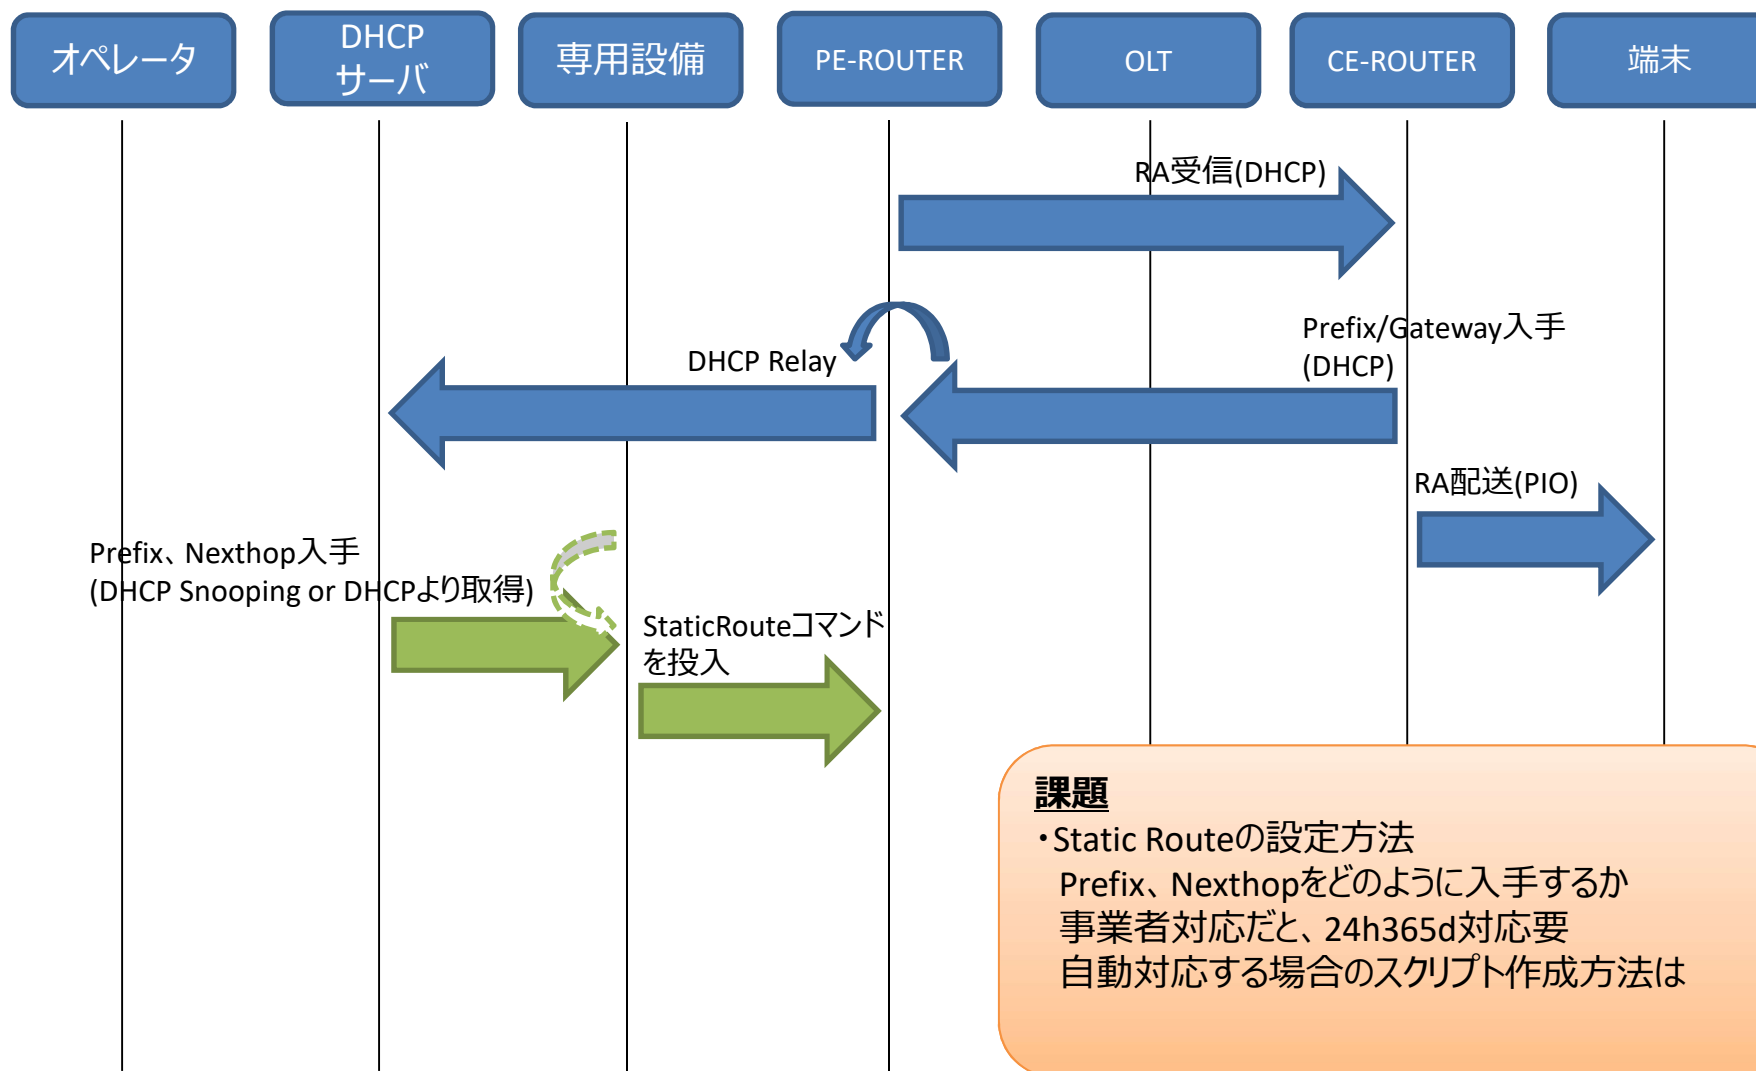 オペレータ
DHCP
サーバ
専用設備
PE-ROUTER
OLT
CE-ROUTER
端末
RA受信(DHCP)
Prefix/Gateway入手
(DHCP)
DHCP Relay
RA配送(PIO)
Prefix、Nexthop入手
(DHCP Snooping or DHCPより取得)
StaticRouteコマンド
を投入
課題
・Static Routeの設定方法
Prefix、Nexthopをどのように入手するか
事業者対応だと、24h365d対応要
自動対応する場合のスクリプト作成方法は